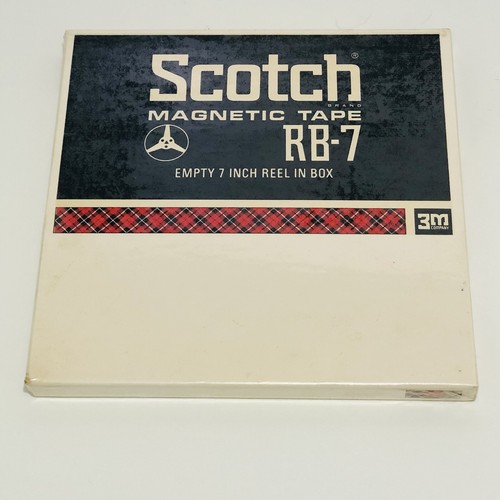 Scotch®
BRAND
MAGNETIC TAPE
RB-7
EMPTY 7 INCH REEL IN BOX
3M
COMPANY